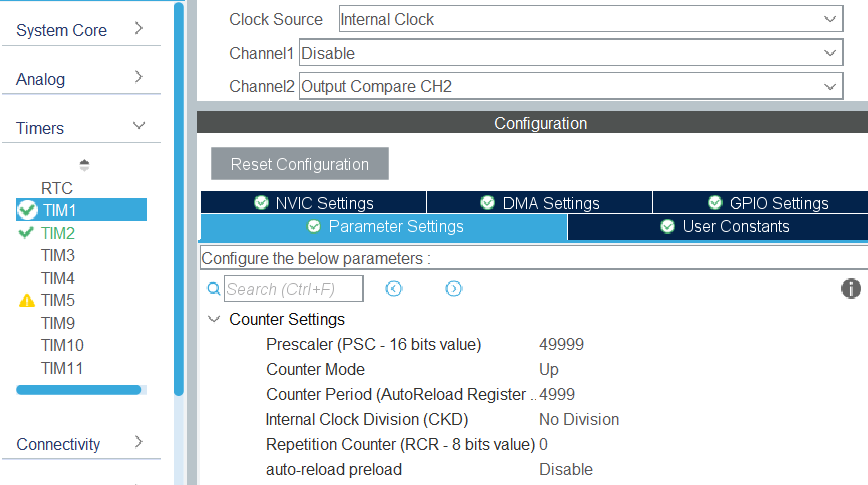 System Core
Analog
Timers
RTC
TIM1
TIM2
TIM3
TIM4
TIM5
TIM9
TIM10
TIM11
Connectivity
Clock Source Internal Clock
Channel1 Disable
Channel2 Output Compare CH2
Configuration
Reset Configuration
NVIC Settings DMA Settings GPIO Settings
Parameter Settings User Constants
Configure the below parameters :
Search (Ctrl+F)
Counter Settings
Prescaler (PSC - 16 bits value) 49999
Counter Mode Up
Counter Period (AutoReload Register .. 4999
Internal Clock Division (CKD) No Division
Repetition Counter (RCR - 8 bits value) 0
auto-reload preload Disable